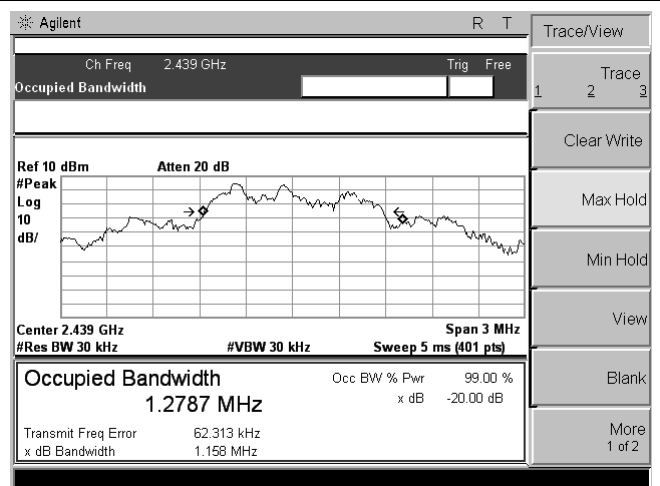 Agilent R T Trace/View
Ch Freq 2.439 GHz Trig Free
Occupied Bandwidth
Trace
1 2 3
Clear Write
Ref 10 dBm Atten 20 dB
#Peak
Log
10
dB/
Max Hold
Min Hold
View
Center 2.439 GHz Span 3 MHz
#Res BW 30 kHz #VBW 30 kHz Sweep 5 ms (401 pts)
Occupied Bandwidth Occ BW % Pwr 99.00 %
1.2787 MHz x dB -20.00 dB
Transmit Freq Error 62.313 kHz
x dB Bandwidth 1.158 MHz
Blank
More
1 of 2